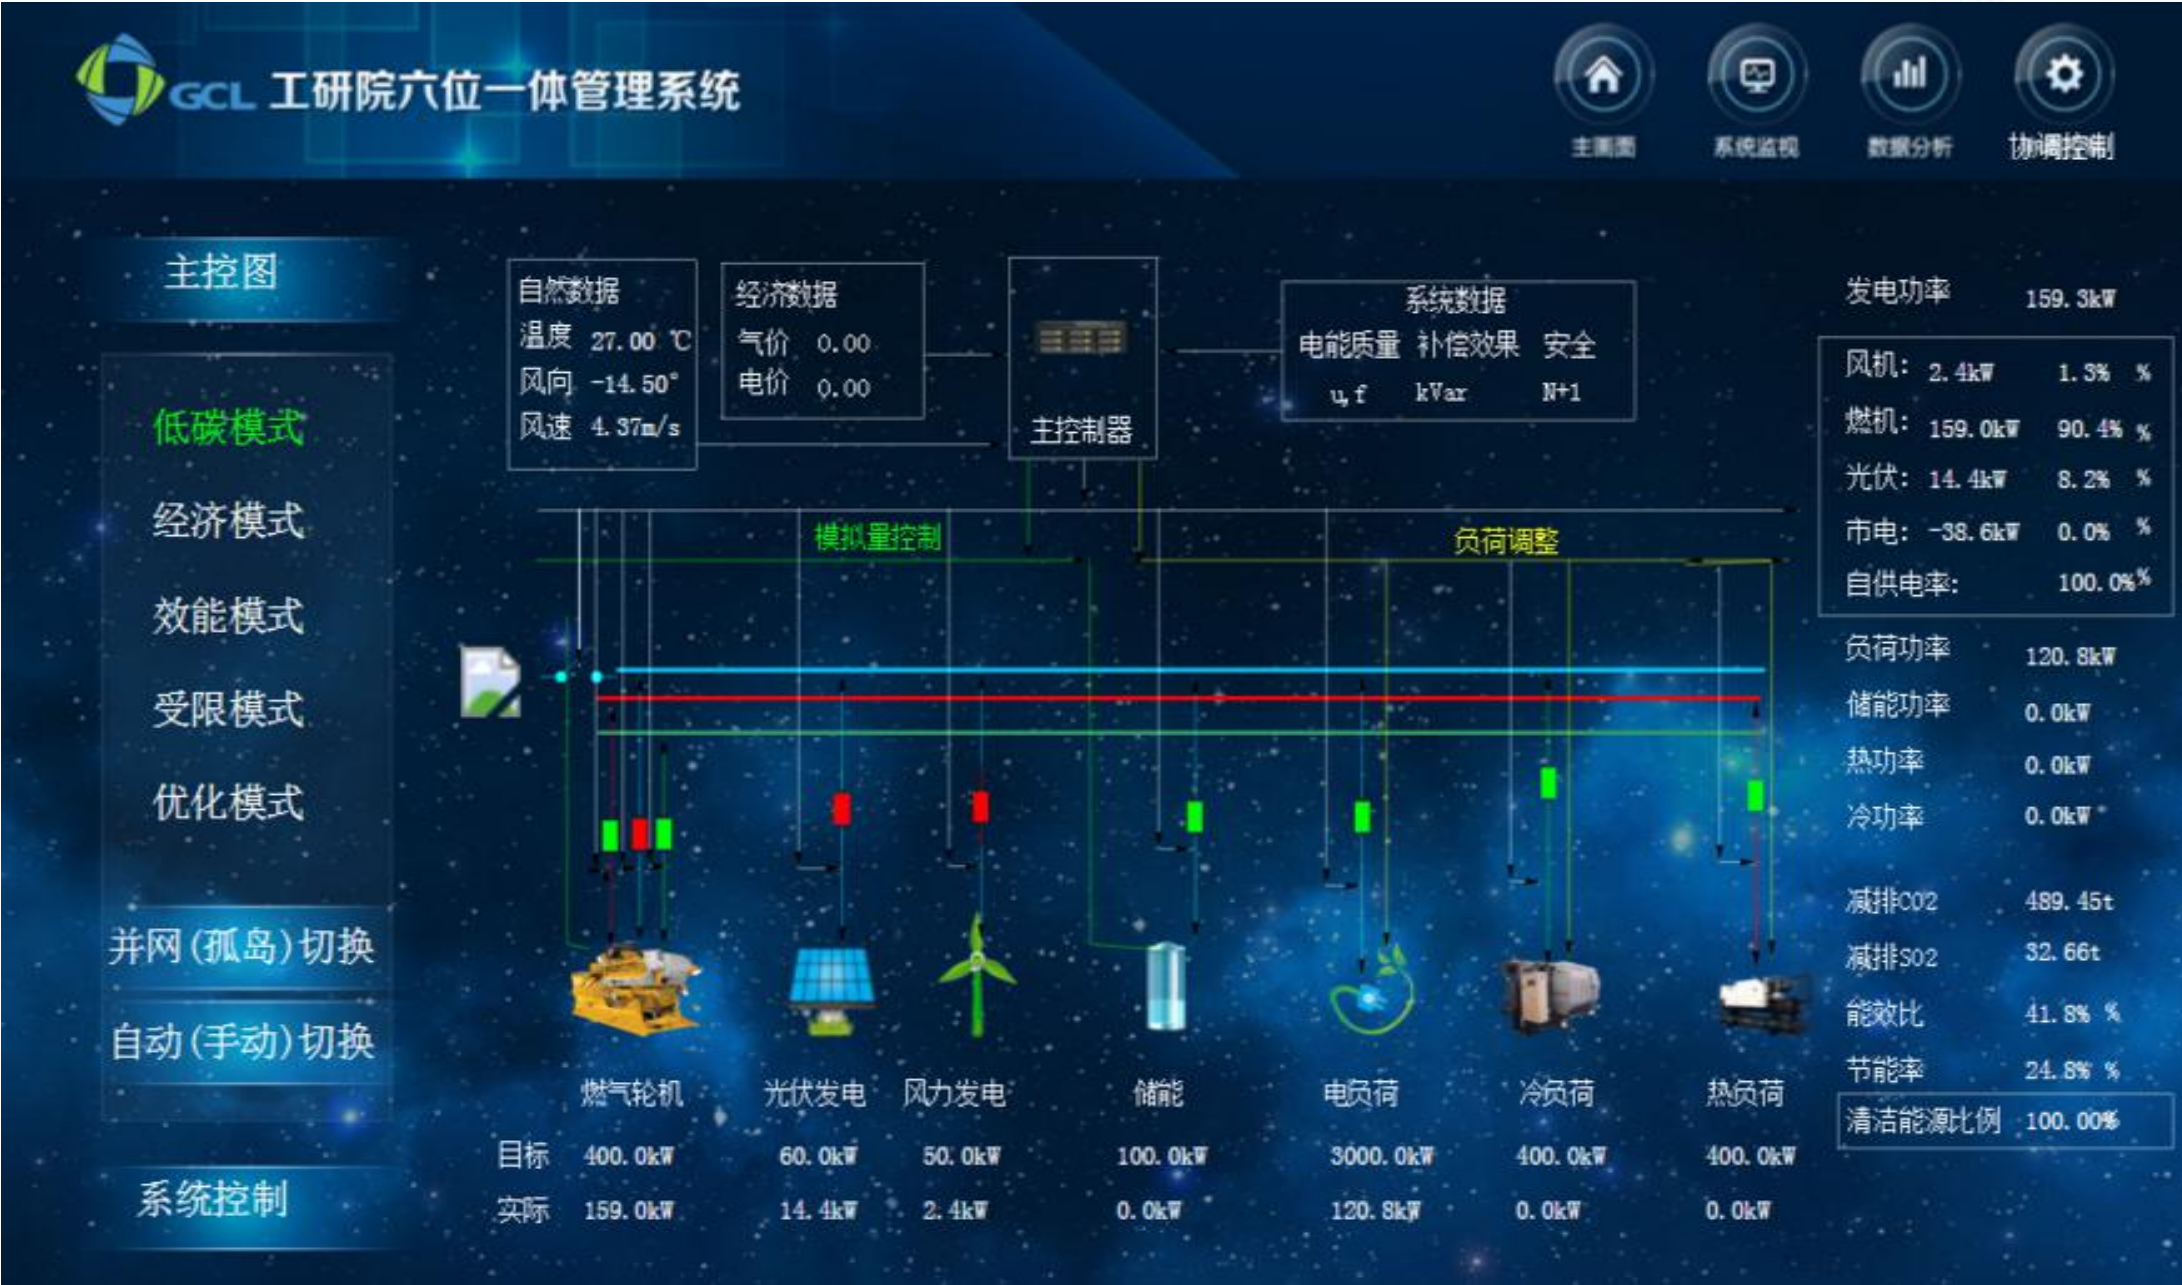 GCL 工研院六位一体管理系统
主画面 系统监视 数据分析 协调控制
主控图
低碳模式
经济模式
效能模式
受限模式
优化模式
并网(孤岛)切换
自动(手动)切换
系统控制
自然数据
温度 27.00 ℃
风向 -14.50°
风速 4.37m/s
经济数据
气价 0.00
电价 0.00
主控制器
系统数据
电能质量 补偿效果 安全
u,f kVar N+1
模拟量控制
负荷调整
燃气轮机 光伏发电 风力发电 储能 电负荷 冷负荷 热负荷
目标 400.0kW 60.0kW 50.0kW 100.0kW 3000.0kW 400.0kW 400.0kW
实际 159.0kW 14.4kW 2.4kW 0.0kW 120.8kW 0.0kW 0.0kW
发电功率 159.3kW
风机: 2.4kW 1.3% %
燃机: 159.0kW 90.4% %
光伏: 14.4kW 8.2% %
市电: -38.6kW 0.0% %
自供电率: 100.0%%
负荷功率 120.8kW
储能功率 0.0kW
热功率 0.0kW
冷功率 0.0kW
减排CO2 489.45t
减排SO2 32.66t
能效比 41.8% %
节能率 24.8% %
清洁能源比例 100.00%